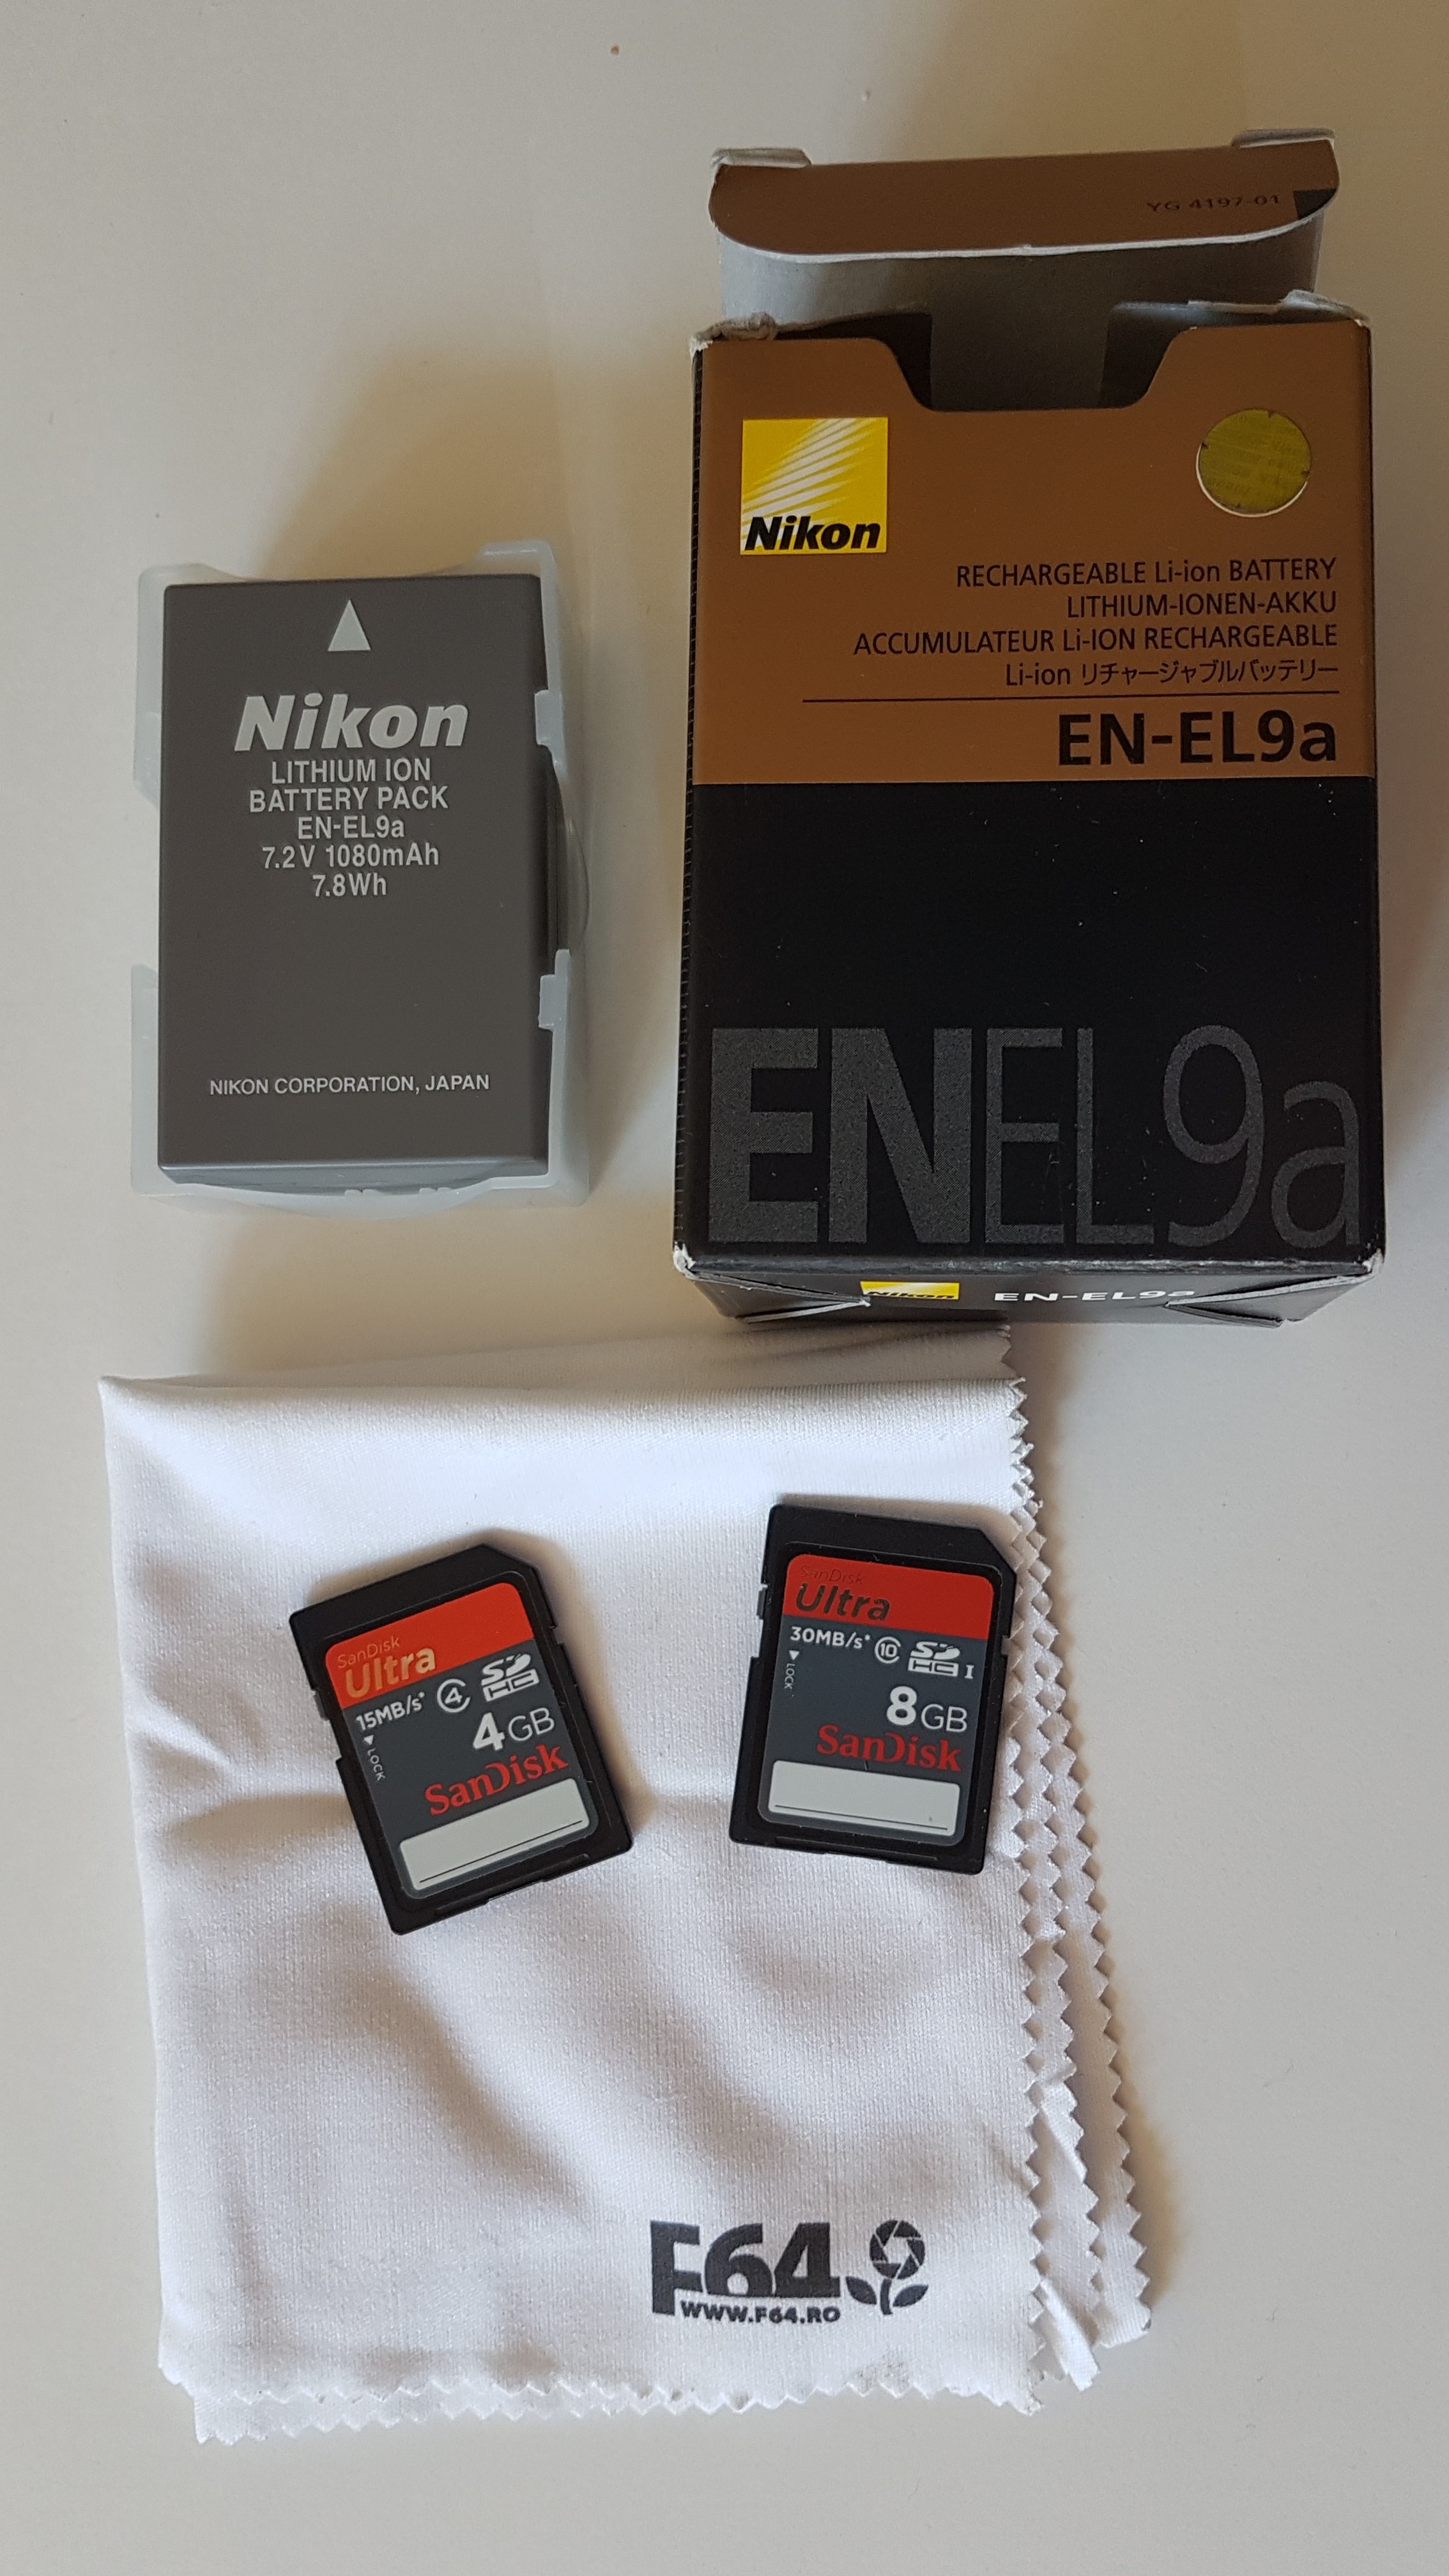 YG 4197-01
Nikon
RECHARGEABLE Li-ion BATTERY
LITHIUM-IONEN-AKKU
ACCUMULATEUR Li-ION RECHARGEABLE
Li-ion リチャージャブルバッテリー
EN-EL9a
ENEL9a
Nikon EN-EL9a
Nikon
LITHIUM ION
BATTERY PACK
EN-EL9a
7.2V 1080mAh
7.8Wh
NIKON CORPORATION, JAPAN
SanDisk
Ultra
15MB/s* 4 SD HC
LOCK
4GB
SanDisk
SanDisk
Ultra
30MB/s* 10 SD HC I
LOCK
8GB
SanDisk
F64
WWW.F64.RO